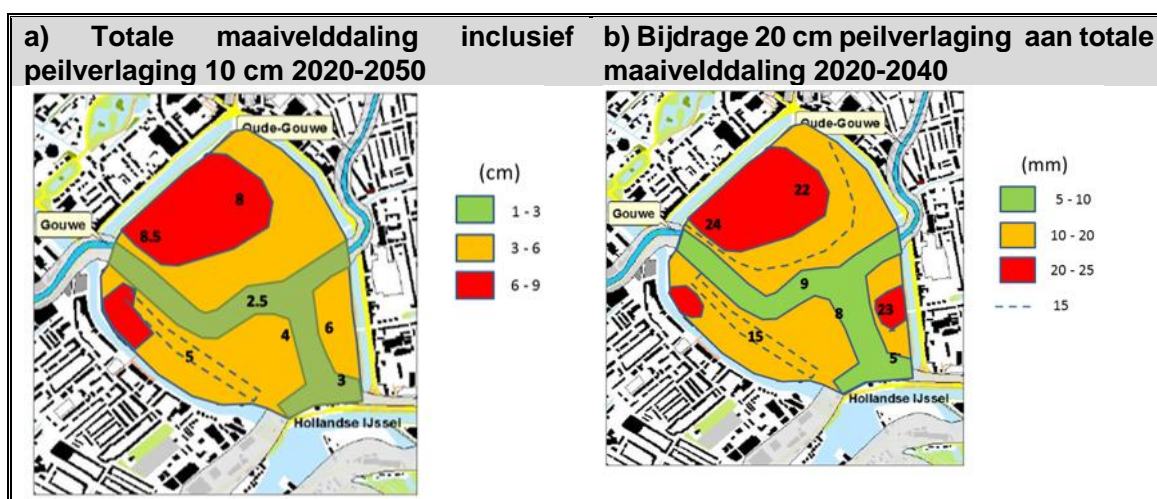 a) Totale maaivelddaling inclusief
peilverlaging 10 cm 2020-2050
b) Bijdrage 20 cm peilverlaging aan totale
maaivelddaling 2020-2040
Oude-Gouwe
Gouwe
8
8.5
2.5
4
6
5
3
Hollandse IJssel
(cm)
1 - 3
3 - 6
6 - 9
Oude-Gouwe
Gouwe
22
24
9
8
23
15
5
Hollandse IJssel
(mm)
5 - 10
10 - 20
20 - 25
15